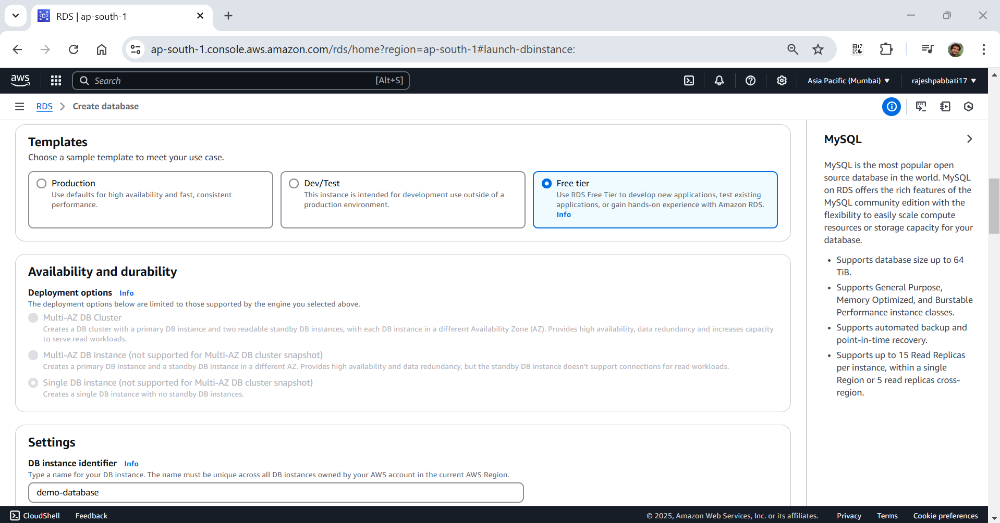 RDS | ap-south-1
ap-south-1.console.aws.amazon.com/rds/home?region=ap-south-1#launch-dbinstance:
aws
Search
[Alt+S]
Asia Pacific (Mumbai)
rajeshpabbati17
RDS
Create database
Templates
Choose a sample template to meet your use case.
Production
Use defaults for high availability and fast, consistent
performance.
Dev/Test
This instance is intended for development use outside of a
production environment.
Free tier
Use RDS Free Tier to develop new applications, test existing
applications, or gain hands-on experience with Amazon RDS.
Info
Availability and durability
Deployment options Info
The deployment options below are limited to those supported by the engine you selected above.
Multi-AZ DB Cluster
Creates a DB cluster with a primary DB instance and two readable standby DB instances, with each DB instance in a different Availability Zone (AZ). Provides high availability, data redundancy and increases capacity
to serve read workloads.
Multi-AZ DB instance (not supported for Multi-AZ DB cluster snapshot)
Creates a primary DB instance and a standby DB instance in a different AZ. Provides high availability and data redundancy, but the standby DB instance doesn't support connections for read workloads.
Single DB instance (not supported for Multi-AZ DB cluster snapshot)
Creates a single DB instance with no standby DB instances.
Settings
DB instance identifier Info
Type a name for your DB instance. The name must be unique across all DB instances owned by your AWS account in the current AWS Region.
demo-database
MySQL
MySQL is the most popular open
source database in the world. MySQL
on RDS offers the rich features of the
MySQL community edition with the
flexibility to easily scale compute
resources or storage capacity for your
database.
• Supports database size up to 64
TiB.
• Supports General Purpose,
Memory Optimized, and Burstable
Performance instance classes.
• Supports automated backup and
point-in-time recovery.
• Supports up to 15 Read Replicas
per instance, within a single
Region or 5 read replicas cross-
region.
CloudShell
Feedback
© 2025, Amazon Web Services, Inc. or its affiliates.
Privacy
Terms
Cookie preferences